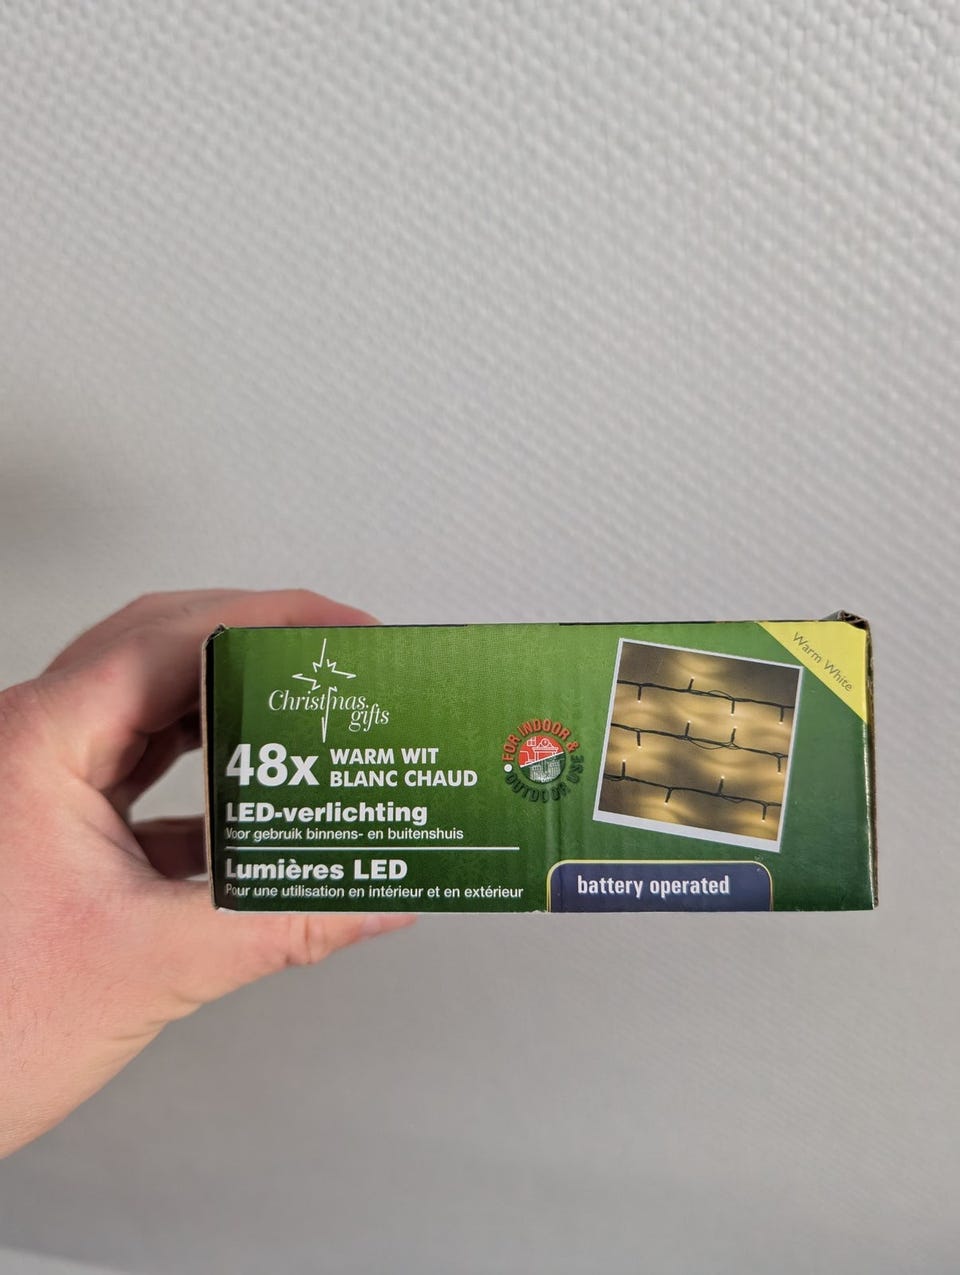 Christmas
gifts
48x WARM WIT
BLANC CHAUD
LED-verlichting
Voor gebruik binnens- en buitenshuis
Lumières LED
Pour une utilisation en intérieur et en extérieur
FOR INDOOR &
OUTDOOR USE
battery operated
Warm White